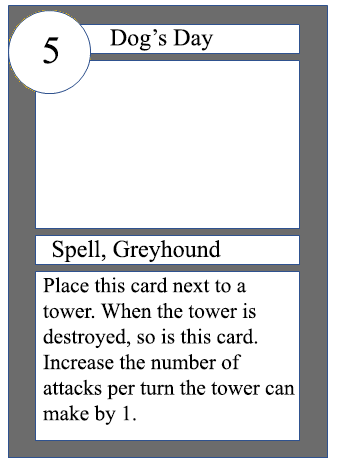 5
Dog’s Day
Spell, Greyhound
Place this card next to a
tower. When the tower is
destroyed, so is this card.
Increase the number of
attacks per turn the tower can
make by 1.